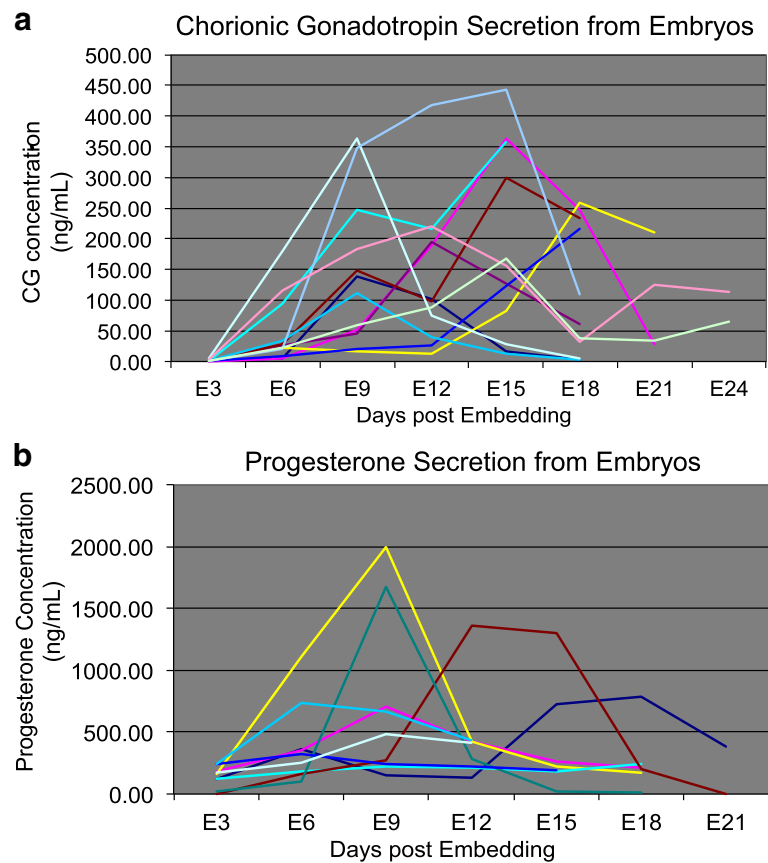 a
Chorionic Gonadotropin Secretion from Embryos
CG concentration
(ng/mL)
500.00
450.00
400.00
350.00
300.00
250.00
200.00
150.00
100.00
50.00
0.00
E3 E6 E9 E12 E15 E18 E21 E24
Days post Embedding
b
Progesterone Secretion from Embryos
Progesterone Concentration
(ng/mL)
2500.00
2000.00
1500.00
1000.00
500.00
0.00
E3 E6 E9 E12 E15 E18 E21
Days post Embedding